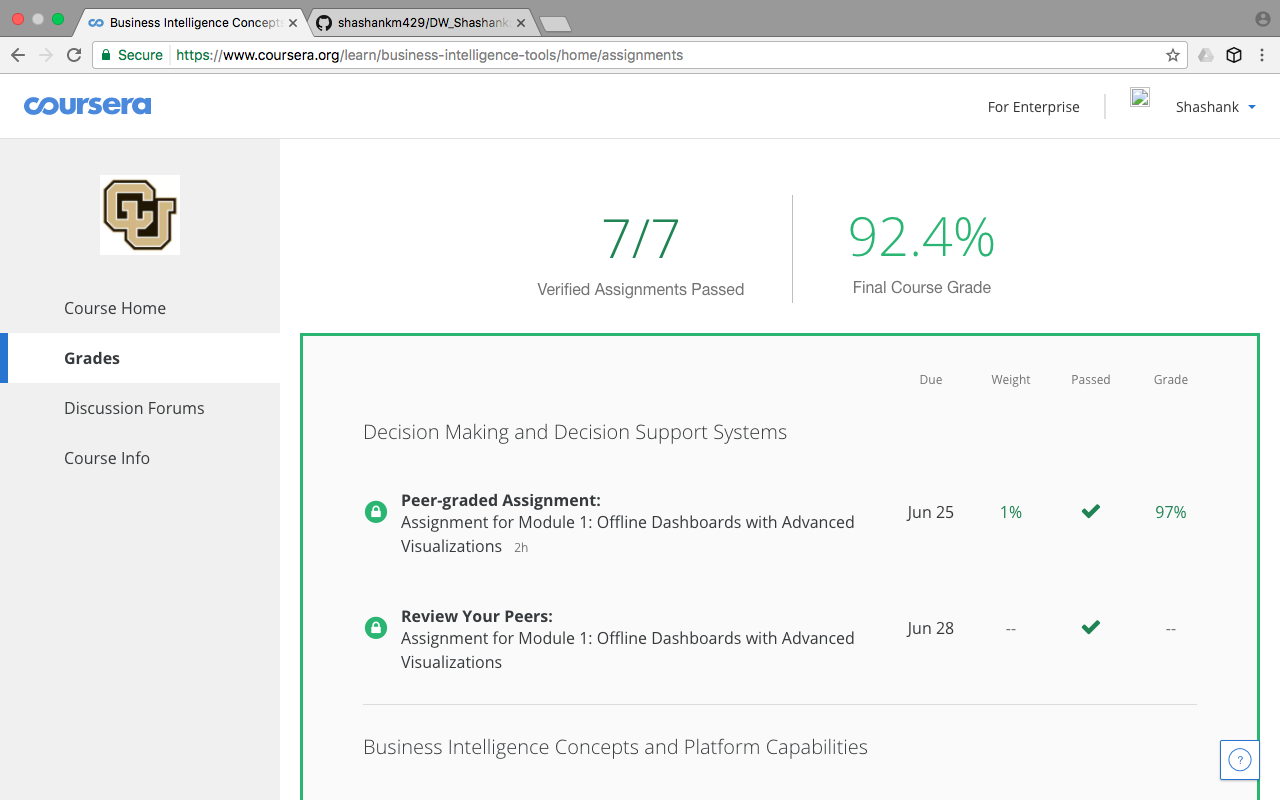 Business Intelligence Concepts
shashankm429/DW_Shashank
Secure https://www.coursera.org/learn/business-intelligence-tools/home/assignments
coursera
For Enterprise
Shashank
CU
Course Home
Grades
Discussion Forums
Course Info
7/7
Verified Assignments Passed
92.4%
Final Course Grade
Due Weight Passed Grade
Decision Making and Decision Support Systems
Peer-graded Assignment:
Assignment for Module 1: Offline Dashboards with Advanced
Visualizations 2h
Jun 25 1% 97%
Review Your Peers:
Assignment for Module 1: Offline Dashboards with Advanced
Visualizations
Jun 28 -- --
Business Intelligence Concepts and Platform Capabilities
?